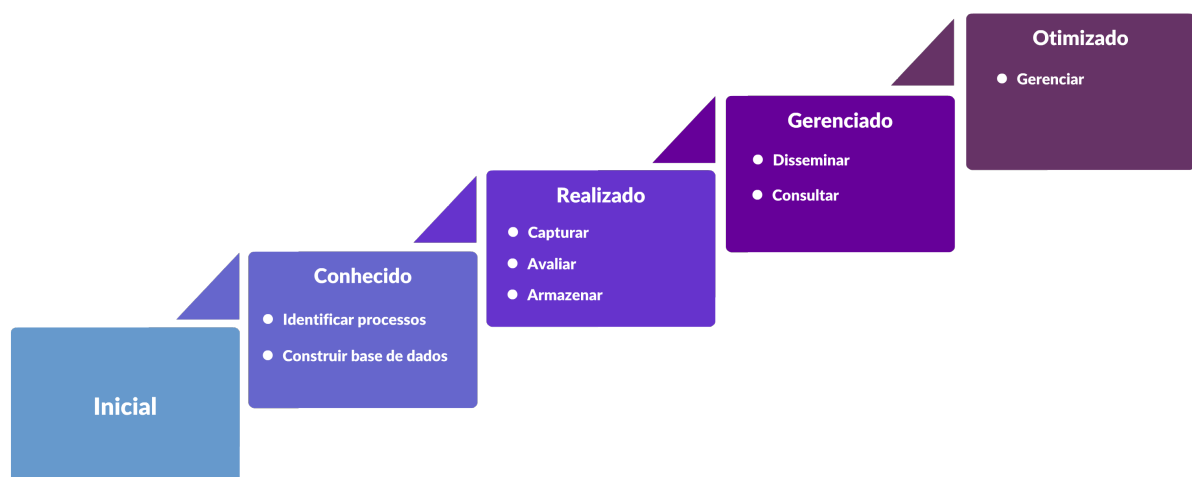 Inicial
Conhecido
Identificar processos
Construir base de dados
Realizado
Capturar
Avaliar
Armazenar
Gerenciado
Disseminar
Consultar
Otimizado
Gerenciar